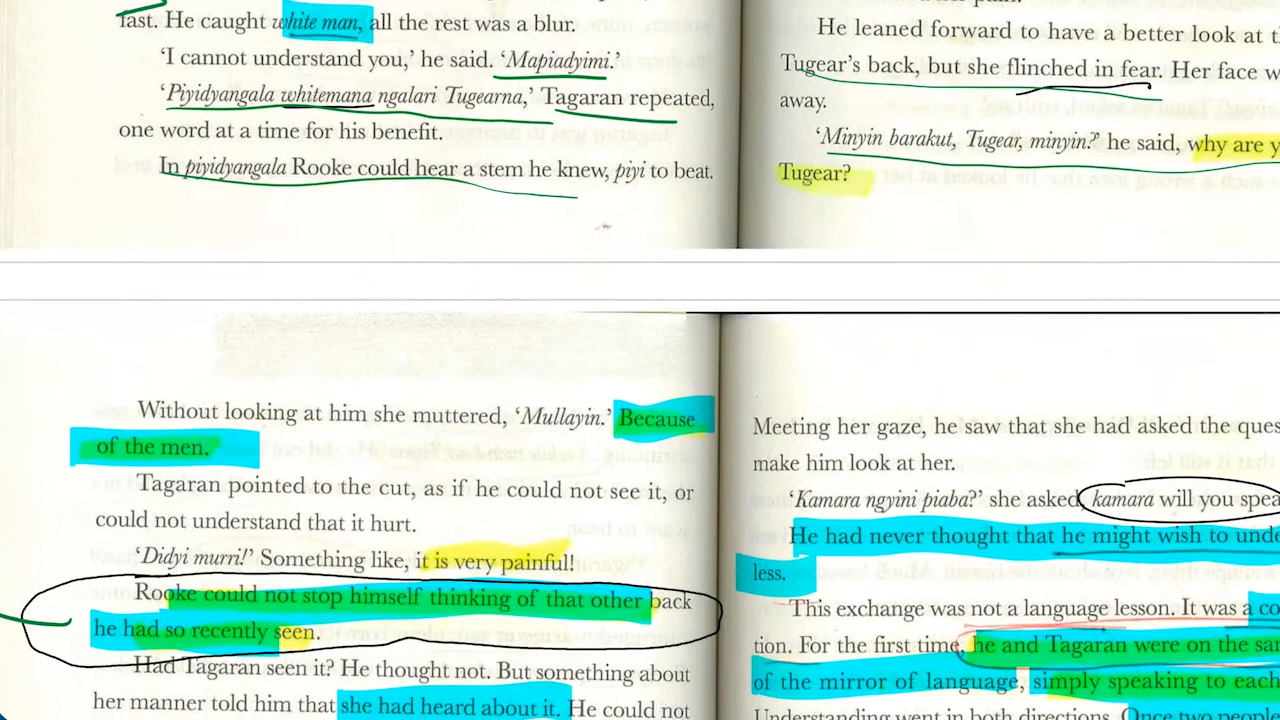 fast. He caught white man, all the rest was a blur.
‘I cannot understand you,’ he said. ‘Mapiadyimi.’
‘Piyidyangala whitemana ngalari Tugearna,’ Tagaran repeated,
one word at a time for his benefit.
In piyidyangala Rooke could hear a stem he knew, piyi to beat.
He leaned forward to have a better look at
Tugear’s back, but she flinched in fear. Her face
away.
‘Minyin barakut, Tugear, minyin?’ he said, why are
Tugear?
Without looking at him she muttered, ‘Mullayin.’ Because
of the men.
Tagaran pointed to the cut, as if he could not see it, or
could not understand that it hurt.
‘Didyi murri!’ Something like, it is very painful!
Rooke could not stop himself thinking of that other back
he had so recently seen.
Had Tagaran seen it? He thought not. But something about
her manner told him that she had heard about it. He could not
Meeting her gaze, he saw that she had asked the ques
make him look at her.
‘Kamara ngyini piaba?’ she asked, kamara will you spea
He had never thought that he might wish to unde
less.
This exchange was not a language lesson. It was a co
tion. For the first time, he and Tagaran were on the sa
of the mirror of language, simply speaking to each
Understanding went in both directions. Once two people